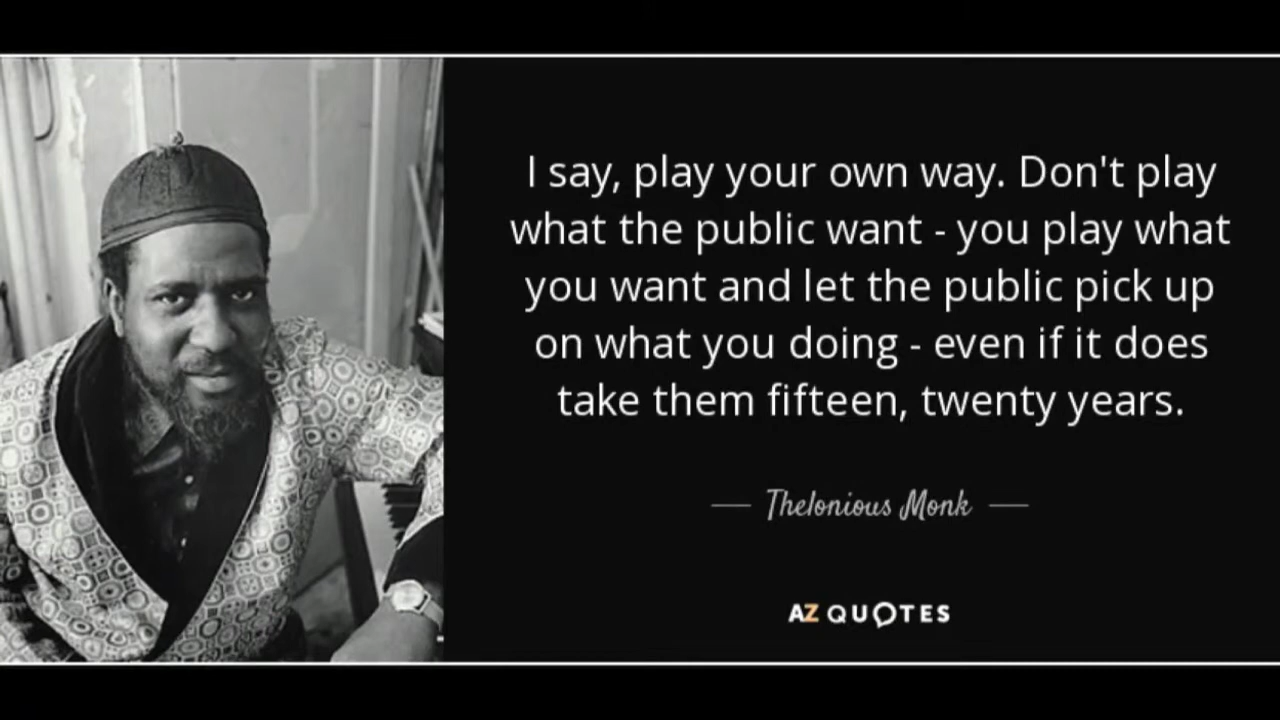 I say, play your own way. Don't play
what the public want - you play what
you want and let the public pick up
on what you doing - even if it does
take them fifteen, twenty years.
Thelonious Monk
AZ QUOTES